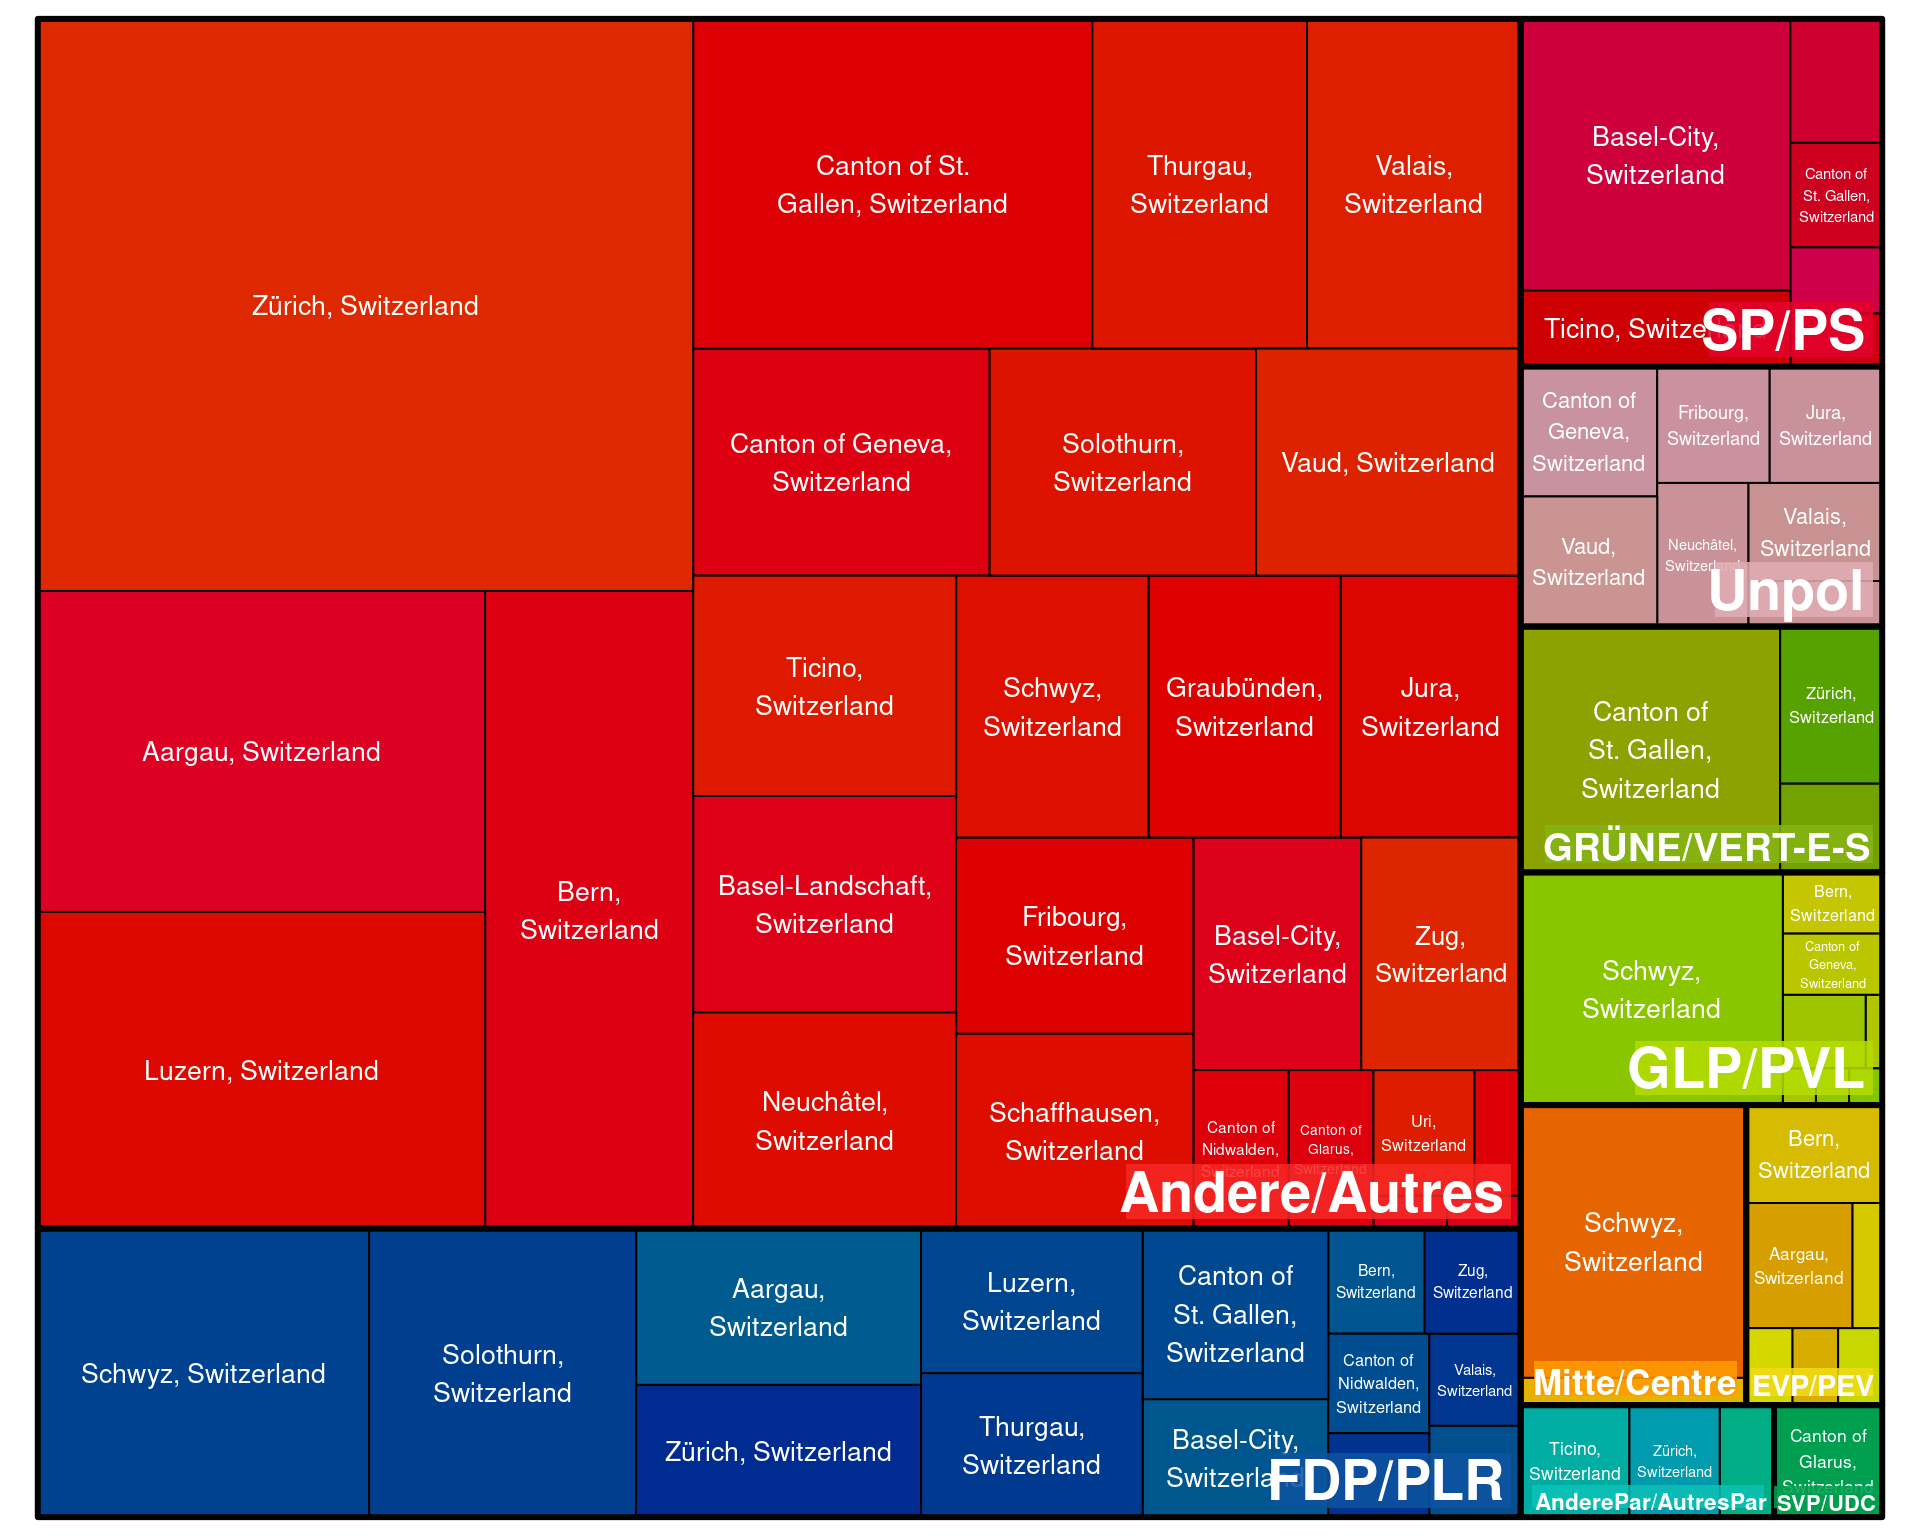 Zürich, Switzerland
Canton of St.
Gallen, Switzerland
Thurgau,
Switzerland
Valais,
Switzerland
Canton of Geneva,
Switzerland
Solothurn,
Switzerland
Vaud, Switzerland
Aargau, Switzerland
Bern,
Switzerland
Luzern, Switzerland
Ticino,
Switzerland
Schwyz,
Switzerland
Graubünden,
Switzerland
Jura,
Switzerland
Basel-Landschaft,
Switzerland
Fribourg,
Switzerland
Basel-City,
Switzerland
Zug,
Switzerland
Neuchâtel,
Switzerland
Schaffhausen,
Switzerland
Canton of
Nidwalden,
Switzerland
Canton of
Glarus,
Switzerland
Uri,
Switzerland
Andere/Autres
Schwyz, Switzerland
Solothurn,
Switzerland
Aargau,
Switzerland
Zürich, Switzerland
Luzern,
Switzerland
Thurgau,
Switzerland
Canton of
St. Gallen,
Switzerland
Basel-City,
Switzerland
Bern,
Switzerland
Zug,
Switzerland
Canton of
Nidwalden,
Switzerland
Valais,
Switzerland
FDP/PLR
Basel-City,
Switzerland
Canton of
St. Gallen,
Switzerland
Ticino, Switzerland
SP/PS
Canton of
Geneva,
Switzerland
Fribourg,
Switzerland
Jura,
Switzerland
Vaud,
Switzerland
Neuchâtel,
Switzerland
Valais,
Switzerland
Unpol
Canton of
St. Gallen,
Switzerland
Zürich,
Switzerland
GRÜNE/VERT-E-S
Schwyz,
Switzerland
Bern,
Switzerland
Canton of
Geneva,
Switzerland
GLP/PVL
Schwyz,
Switzerland
Mitte/Centre
Bern,
Switzerland
Aargau,
Switzerland
EVP/PEV
Ticino,
Switzerland
Zürich,
Switzerland
AnderePar/AutresPar
Canton of
Glarus,
Switzerland
SVP/UDC